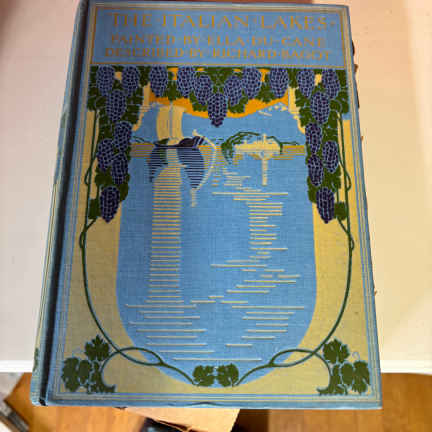 THE·ITALIAN·LAKES·
PAINTED·BY·ELLA·DU·CANE
DESCRIBED·BY·RICHARD·BAGOT